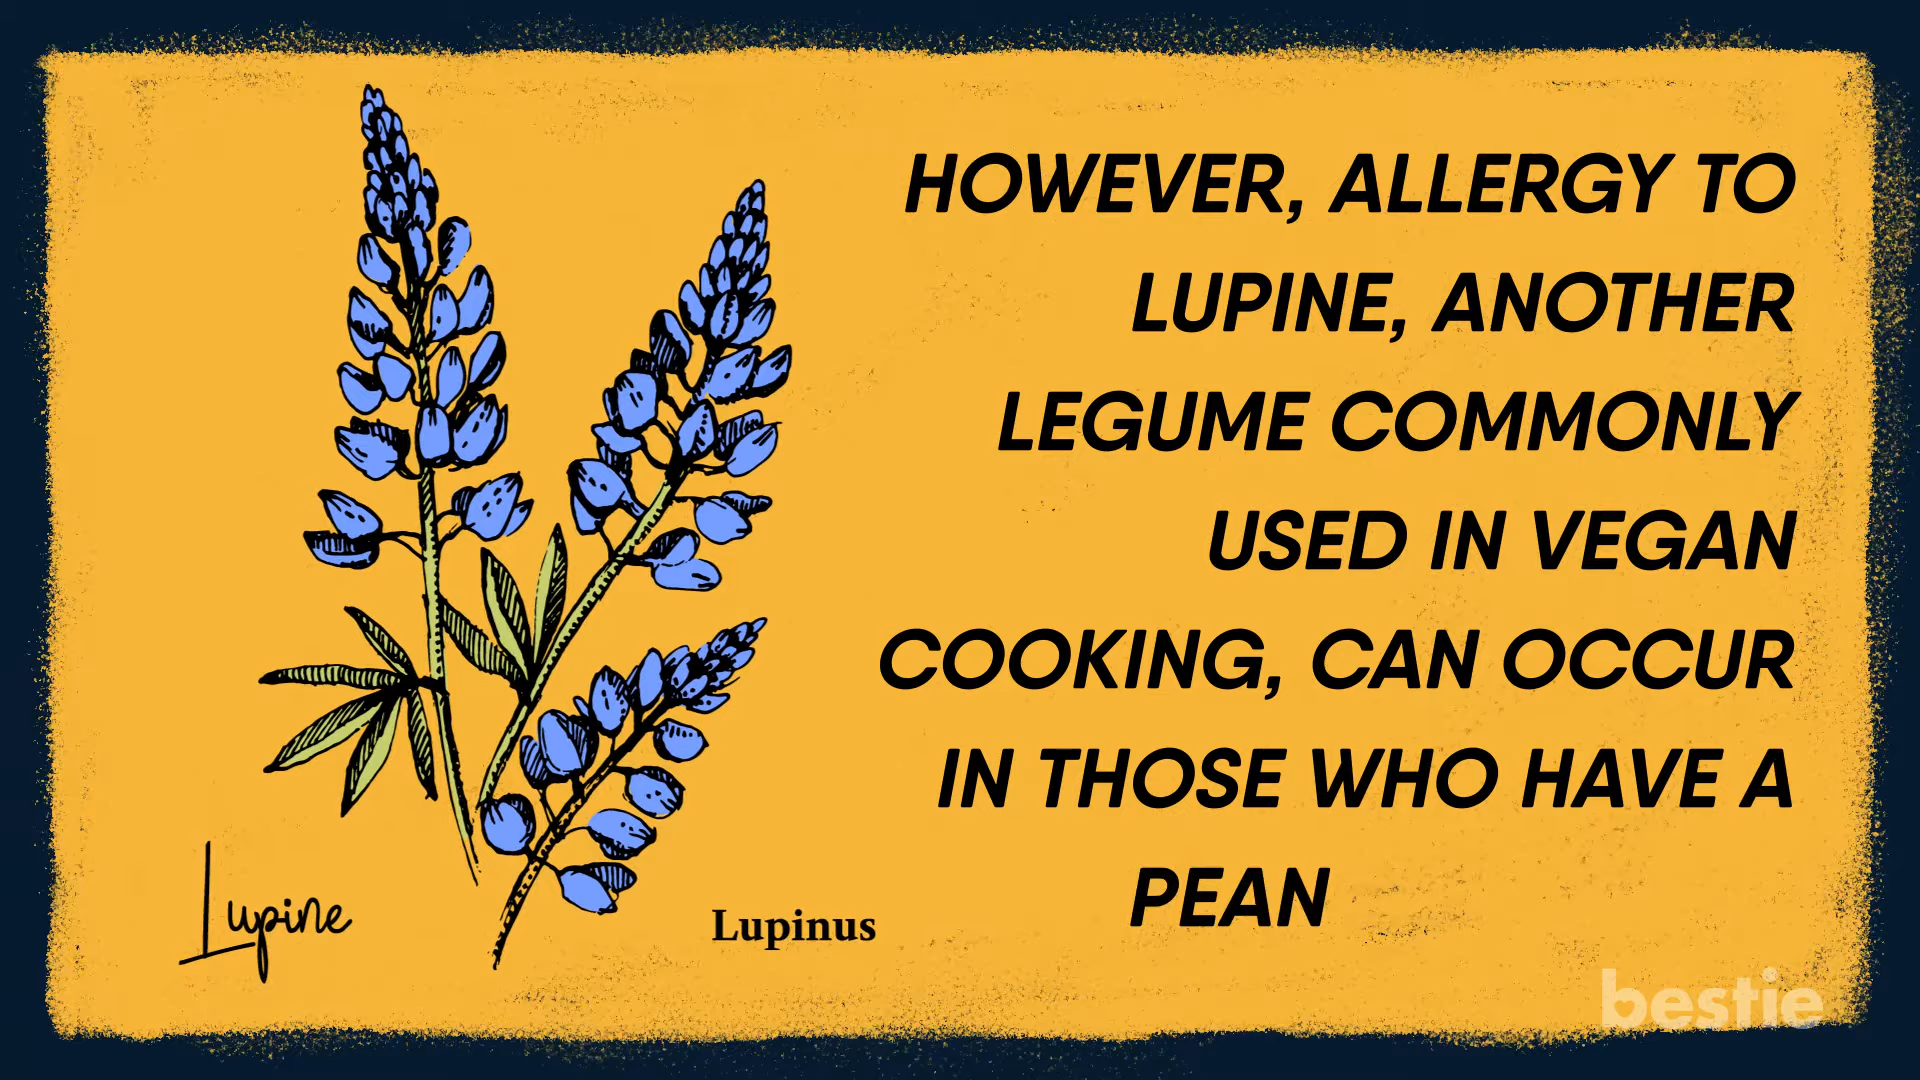 HOWEVER, ALLERGY TO
LUPINE, ANOTHER
LEGUME COMMONLY
USED IN VEGAN
COOKING, CAN OCCUR
IN THOSE WHO HAVE A
PEAN
Lupine
Lupinus
bestie